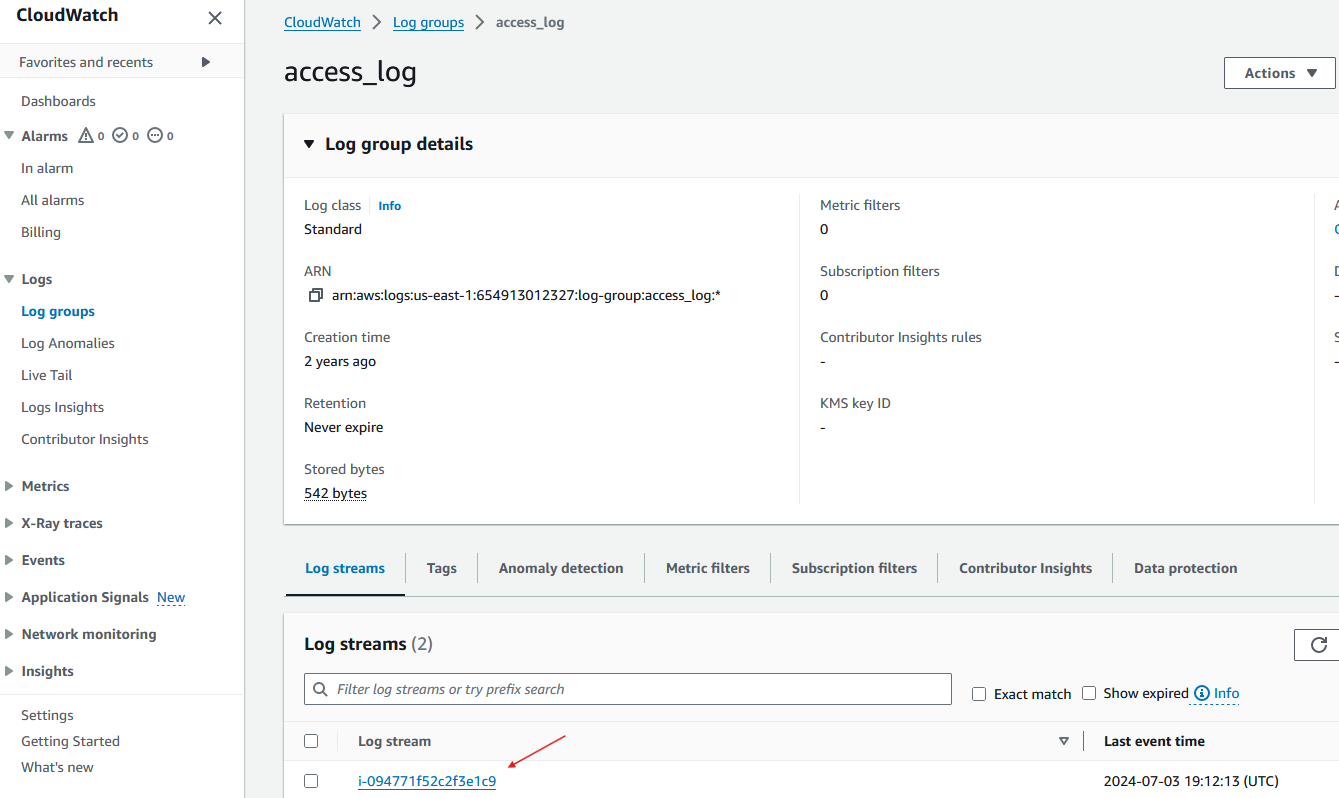 CloudWatch
Favorites and recents
Dashboards
Alarms 0 0 0
In alarm
All alarms
Billing
Logs
Log groups
Log Anomalies
Live Tail
Logs Insights
Contributor Insights
Metrics
X-Ray traces
Events
Application Signals New
Network monitoring
Insights
Settings
Getting Started
What's new
CloudWatch > Log groups > access_log
access_log
Actions
Log group details
Log class Info
Standard
ARN
arn:aws:logs:us-east-1:654913012327:log-group:access_log:*
Creation time
2 years ago
Retention
Never expire
Stored bytes
542 bytes
Metric filters
0
Subscription filters
0
Contributor Insights rules
-
KMS key ID
-
Log streams Tags Anomaly detection Metric filters Subscription filters Contributor Insights Data protection
Log streams (2)
Filter log streams or try prefix search
Exact match Show expired Info
Log stream Last event time
i-094771f52c2f3e1c9 2024-07-03 19:12:13 (UTC)